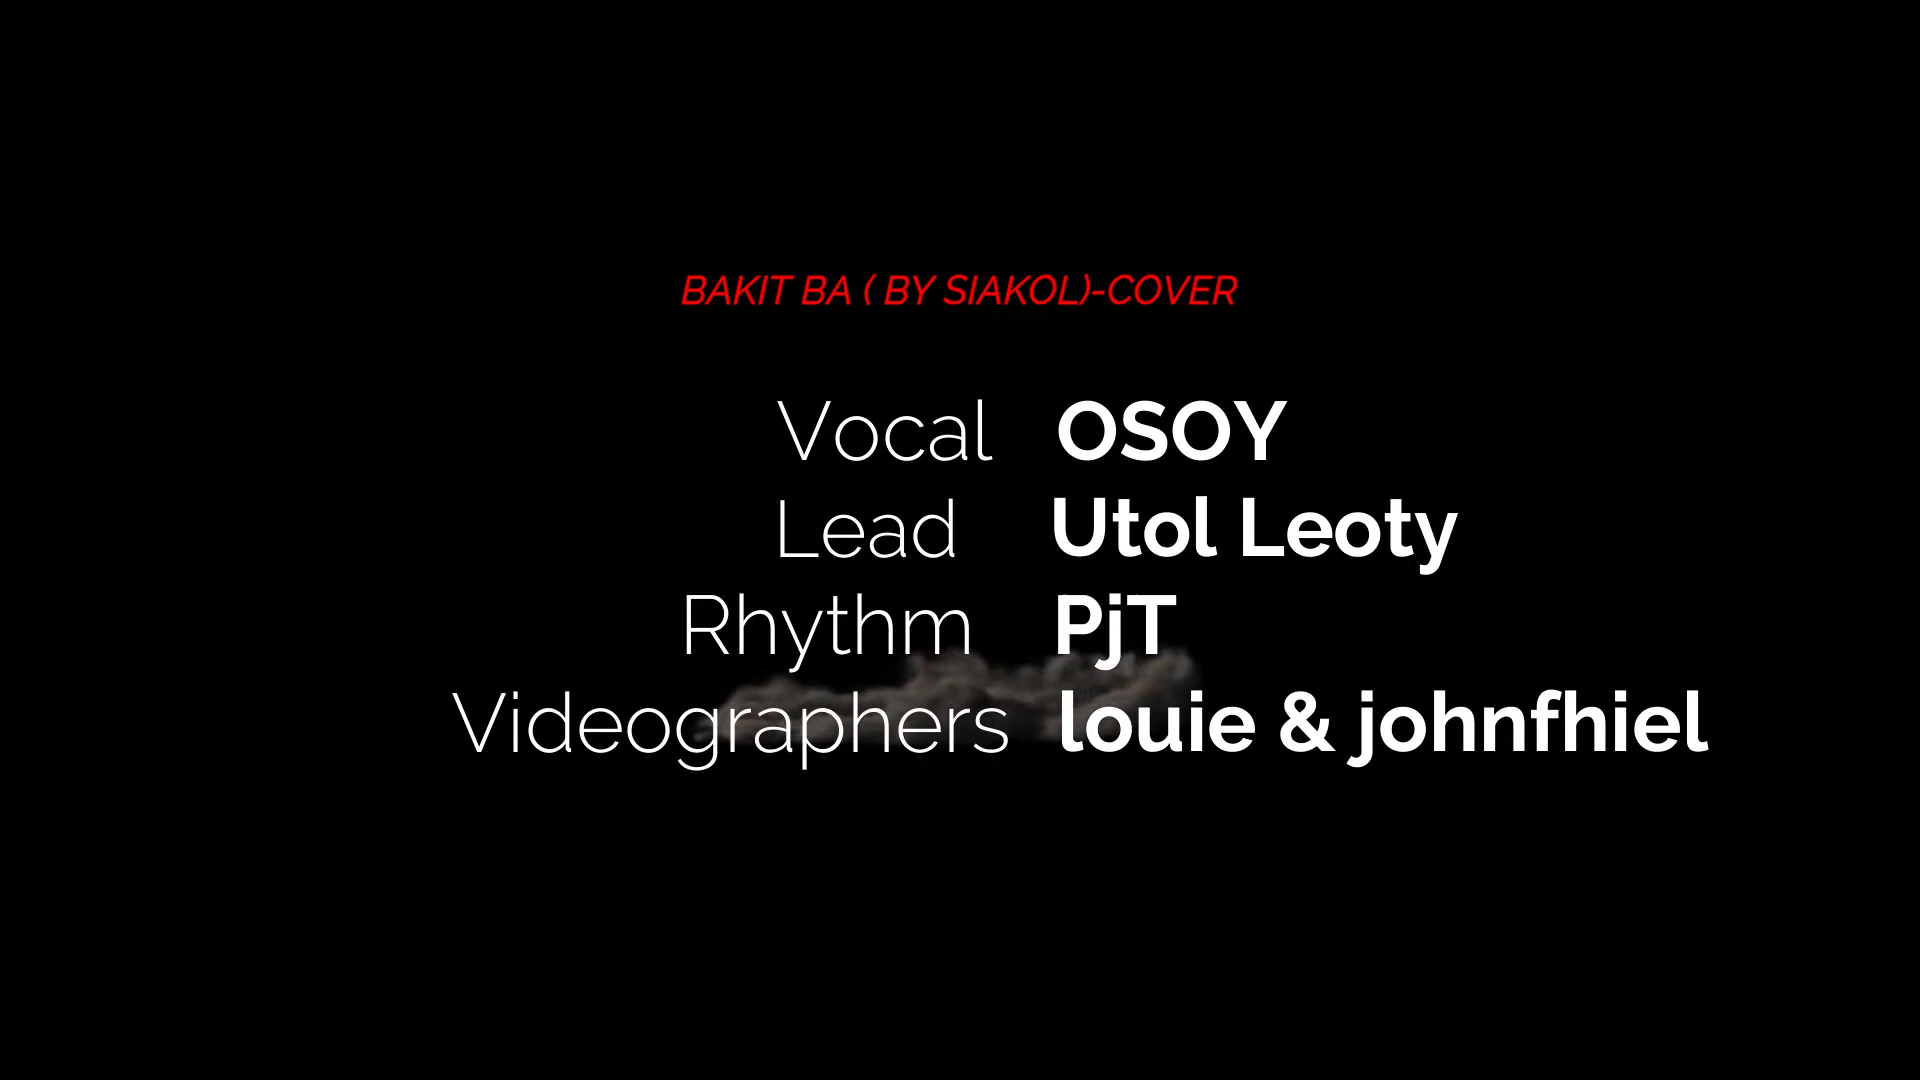 BAKIT BA ( BY SIAKOL)-COVER
Vocal OSOY
Lead Utol Leoty
Rhythm PjT
Videographers louie & johnfhiel